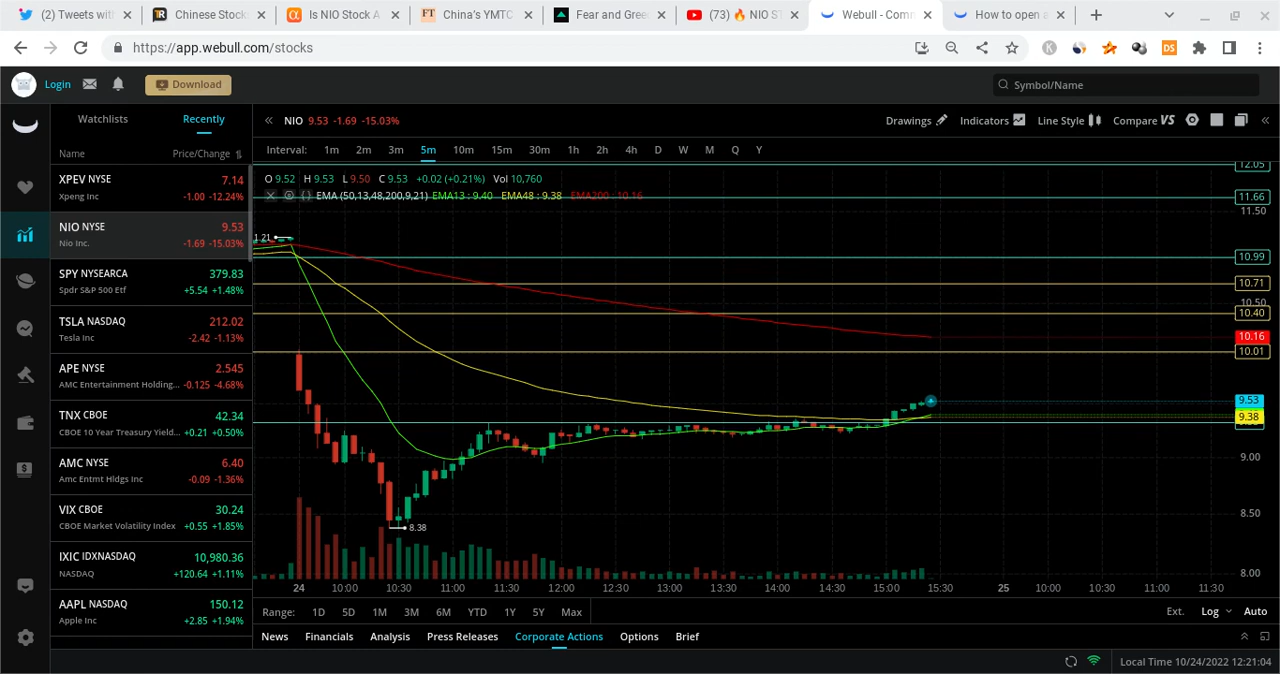 (2) Tweets with
Chinese Stock
Is NIO Stock A
China's YMTC
Fear and Gree
(73) 🔥 NIO ST
Webull - Comm
How to open a
https://app.webull.com/stocks
Login
Download
Symbol/Name
Watchlists
Recently
NIO 9.53 -1.69 -15.03%
Drawings
Indicators
Line Style
Compare VS
Name
Price/Change
Interval: 1m 2m 3m 5m 10m 15m 30m 1h 2h 4h D W M Q Y
O 9.52 H 9.53 L 9.50 C 9.53 +0.02 (+0.21%) Vol 10,760
EMA (50,13,48,200,9,21) EMA13 : 9.40 EMA48 : 9.38 EMA200 : 10.16
XPEV NYSE 7.14
Xpeng Inc -1.00 -12.24%
NIO NYSE 9.53
Nio Inc. -1.69 -15.03%
SPY NYSEARCA 379.83
Spdr S&P 500 Etf +5.54 +1.48%
TSLA NASDAQ 212.02
Tesla Inc -2.42 -1.13%
APE NYSE 2.545
AMC Entertainment Holding... -0.125 -4.68%
TNX CBOE 42.34
CBOE 10 Year Treasury Yield... +0.21 +0.50%
AMC NYSE 6.40
Amc Entmt Hldgs Inc -0.09 -1.36%
VIX CBOE 30.24
CBOE Market Volatility Index +0.55 +1.85%
IXIC IDXNASDAQ 10,980.36
NASDAQ +120.64 +1.11%
AAPL NASDAQ 150.12
Apple Inc +2.85 +1.94%
1.21
8.38
12.05
11.66
11.50
10.99
10.71
10.50
10.40
10.16
10.01
9.53
9.38
9.00
8.50
8.00
24 10:00 10:30 11:00 11:30 12:00 12:30 13:00 13:30 14:00 14:30 15:00 15:30 25 10:00 10:30 11:00 11:30
Range: 1D 5D 1M 3M 6M YTD 1Y 5Y Max
Ext. Log Auto
News Financials Analysis Press Releases Corporate Actions Options Brief
Local Time 10/24/2022 12:21:04